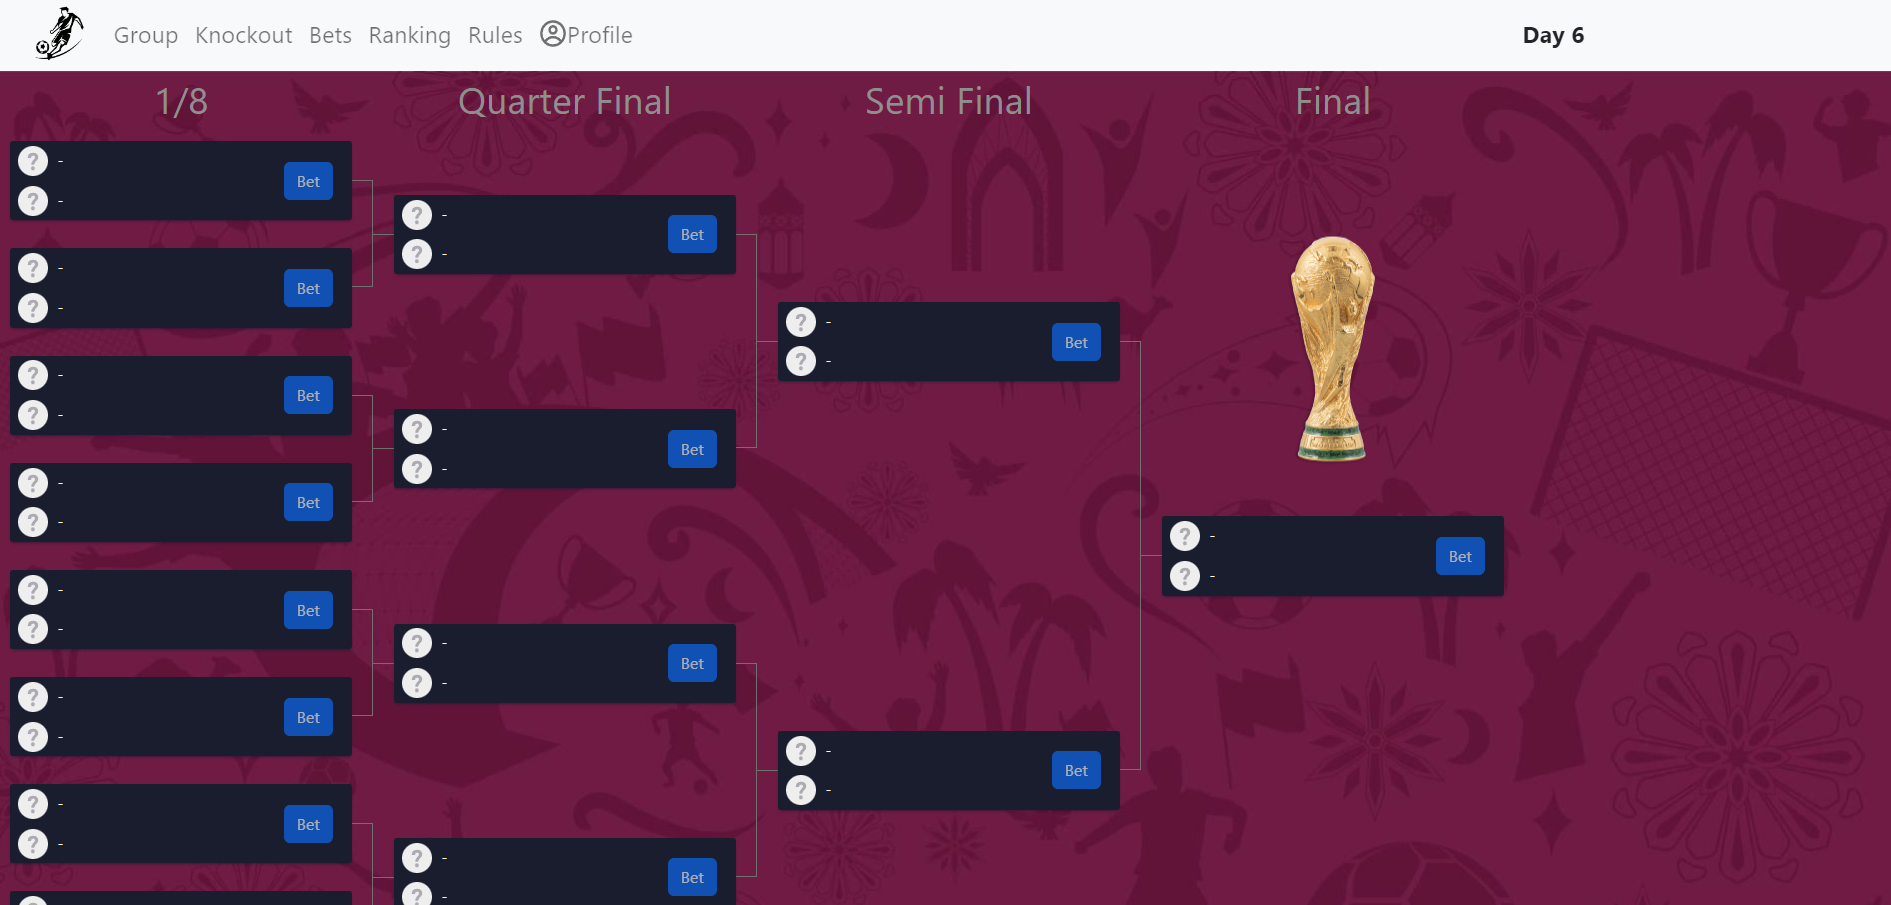 Group Knockout Bets Ranking Rules Profile
Day 6
1/8
Quarter Final
Semi Final
Final
? -
? -
Bet
? -
? -
Bet
? -
? -
Bet
? -
? -
Bet
? -
? -
Bet
? -
? -
Bet
? -
? -
Bet
?
? -
? -
Bet
? -
? -
Bet
? -
? -
Bet
? -
? -
Bet
? -
? -
Bet
? -
? -
Bet
? -
? -
Bet